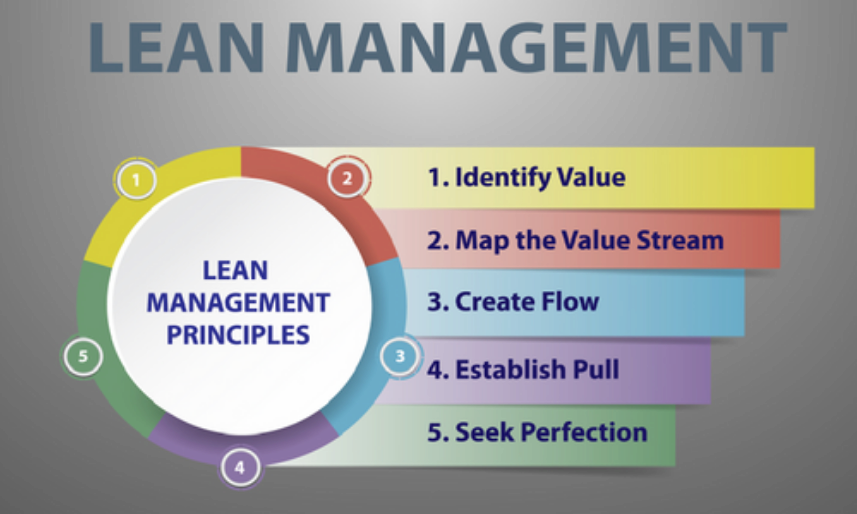 LEAN MANAGEMENT
1
2
3
4
5
LEAN
MANAGEMENT
PRINCIPLES
1. Identify Value
2. Map the Value Stream
3. Create Flow
4. Establish Pull
5. Seek Perfection